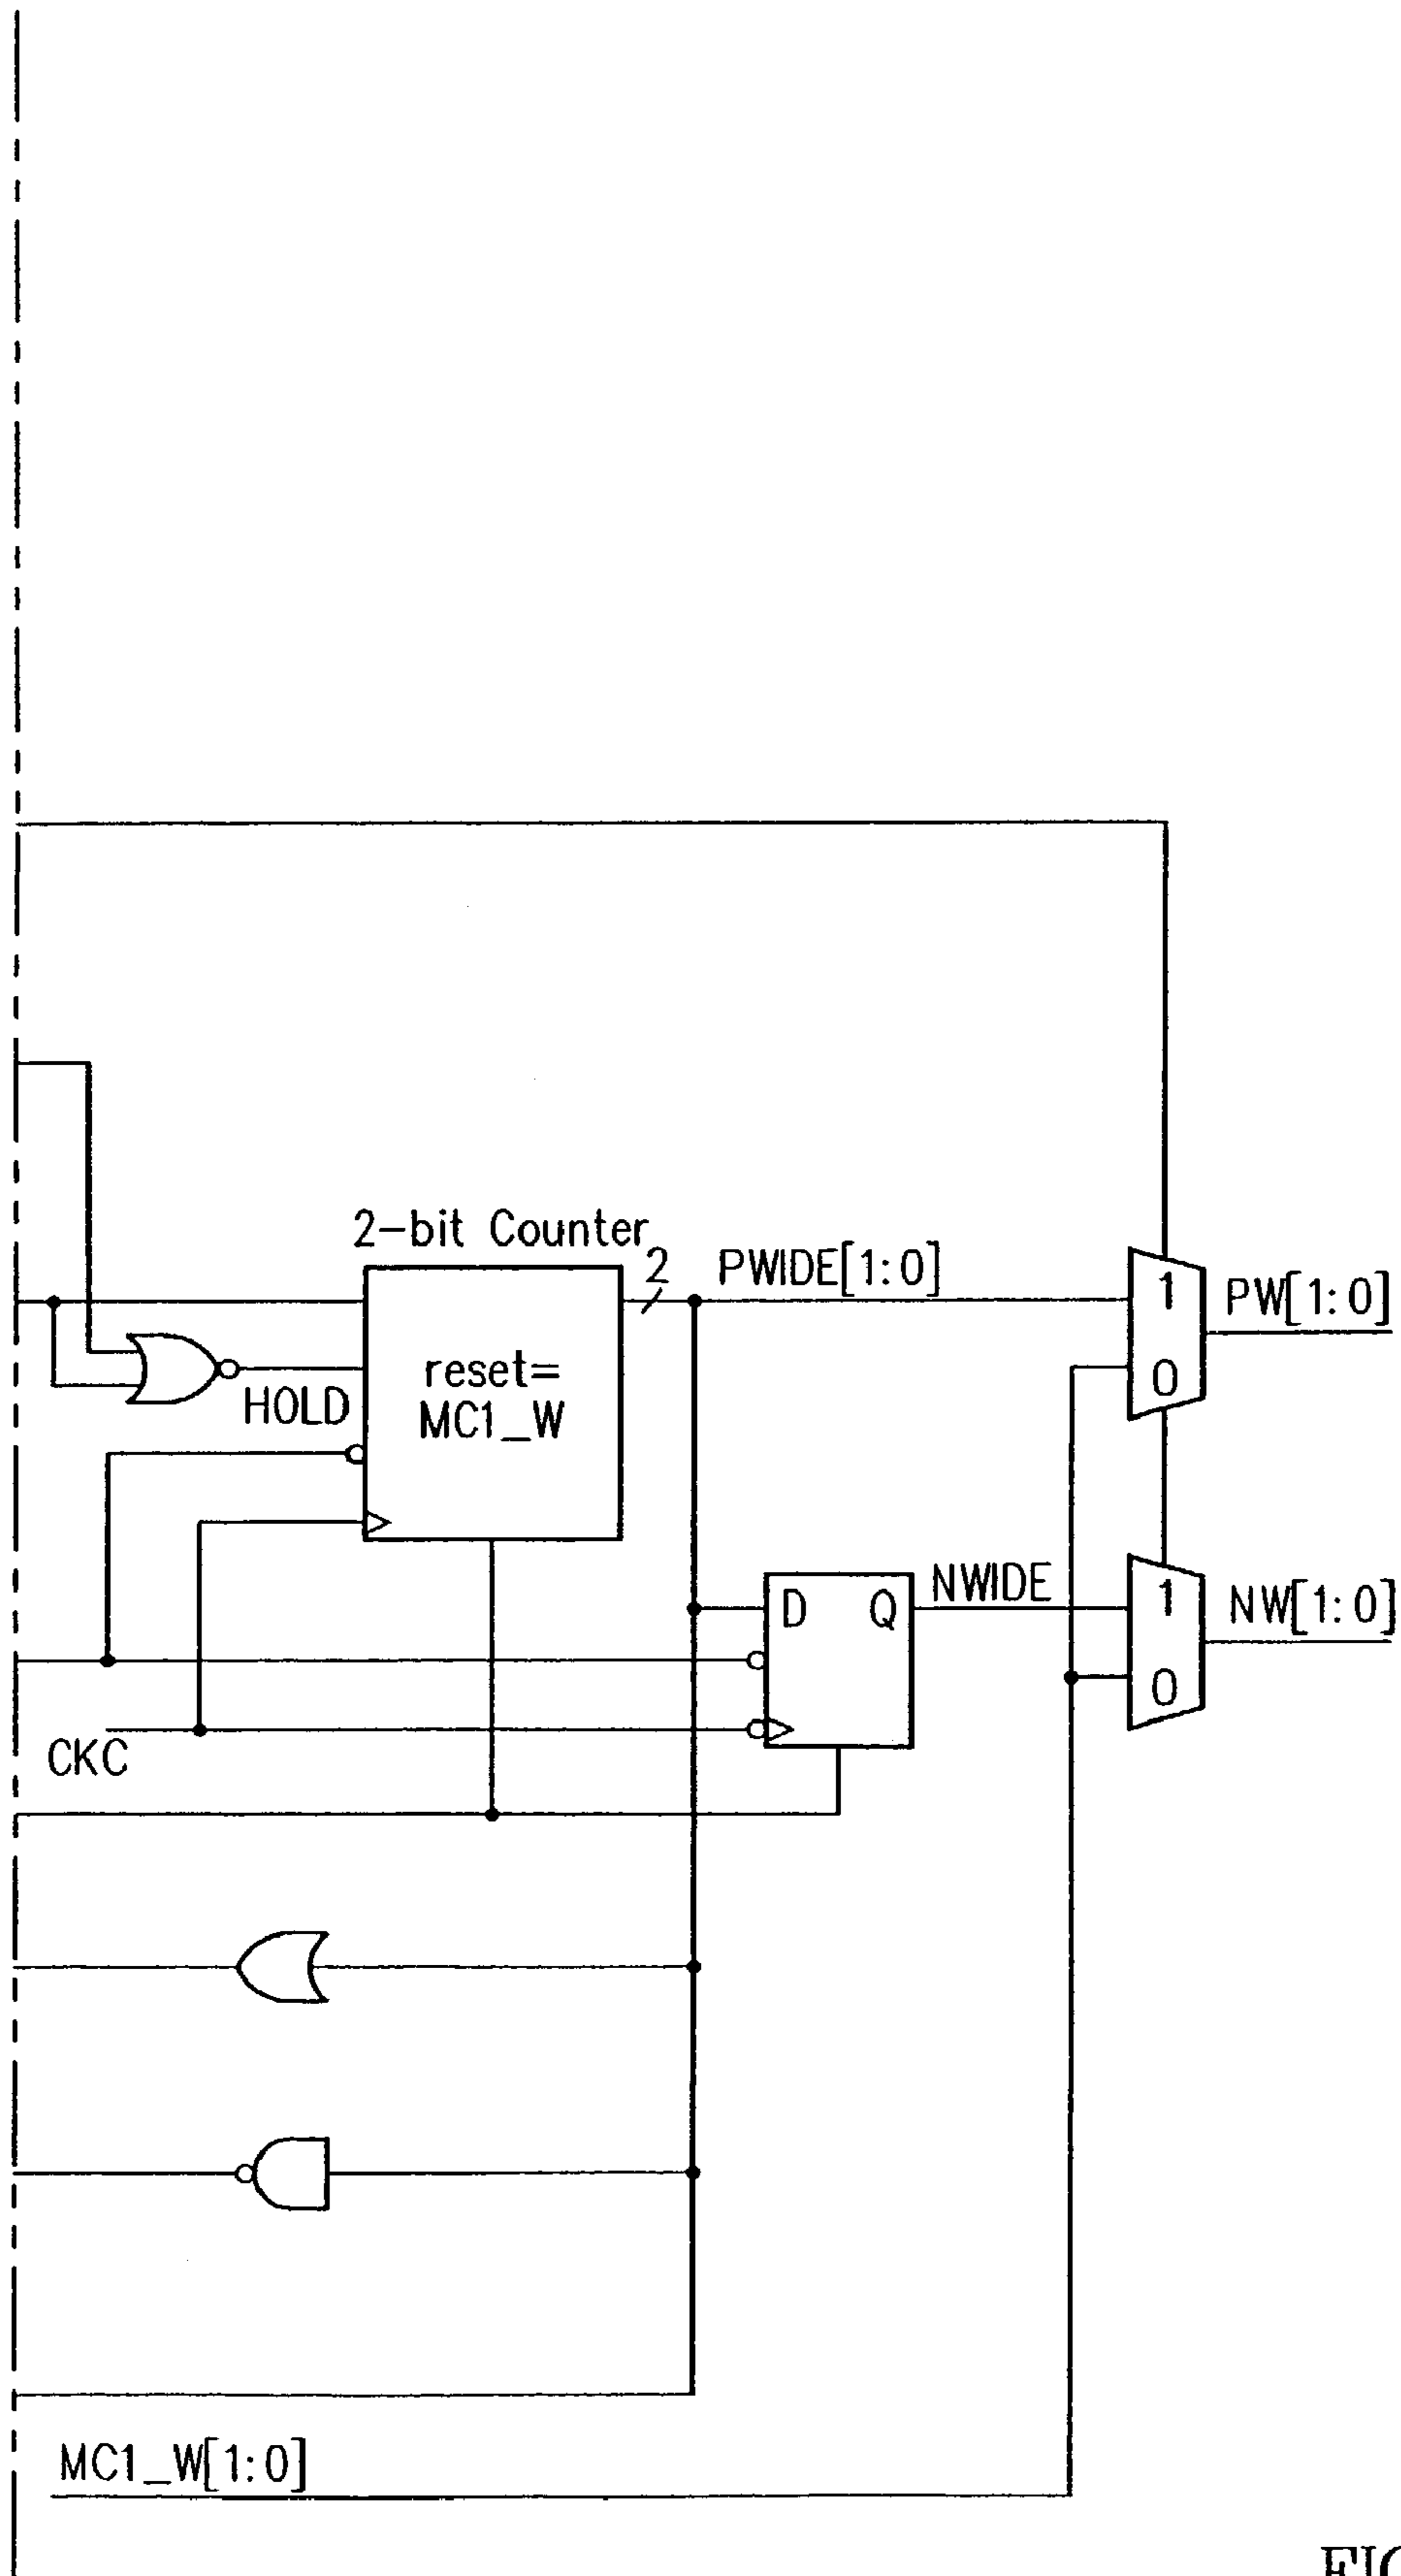 2-bit Counter
2
PWIDE[1:0]
1
PW[1:0]
reset=
MC1_W
0
HOLD
NWIDE
1
NW[1:0]
D
Q
0
CKC
MC1_W[1:0]